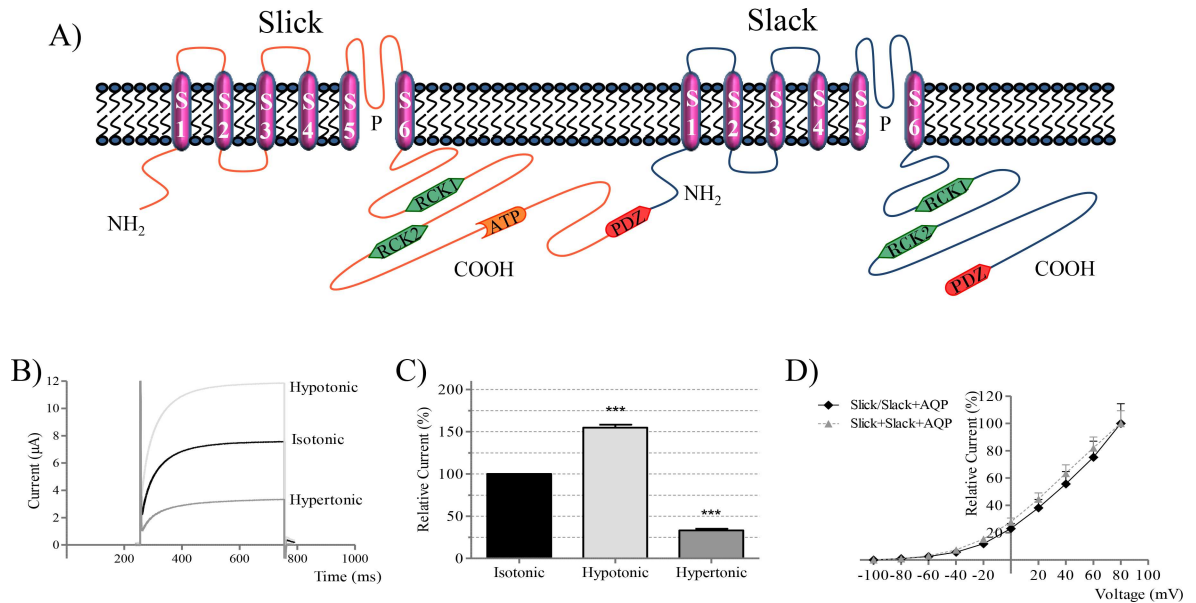 A)
Slick
Slack
S1 S2 S3 S4 S5 P S6
S1 S2 S3 S4 S5 P S6
NH2
RCK1
RCK2
ATP
PDZ
COOH
NH2
RCK1
RCK2
PDZ
COOH
B)
Current (µA)
12
10
8
6
4
2
0
Hypotonic
Isotonic
Hypertonic
200 400 600 800 1000
Time (ms)
C)
Relative Current (%)
200
150
100
50
0
***
***
Isotonic Hypotonic Hypertonic
D)
Slick/Slack+AQP
Slick+Slack+AQP
Relative Current (%)
120
100
80
60
40
20
-100 -80 -60 -40 -20 20 40 60 80 100
Voltage (mV)